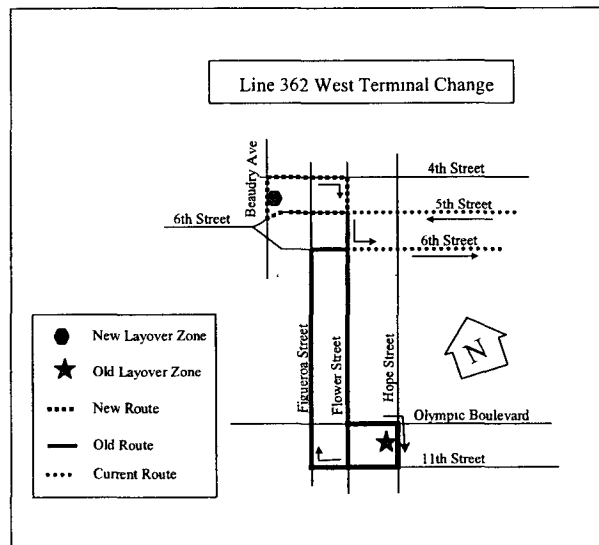 Line 362 West Terminal Change
Beaudry Ave
4th Street
5th Street
6th Street
6th Street
Figueroa Street
Flower Street
Hope Street
N
New Layover Zone
Old Layover Zone
New Route
Old Route
Current Route
Olympic Boulevard
11th Street